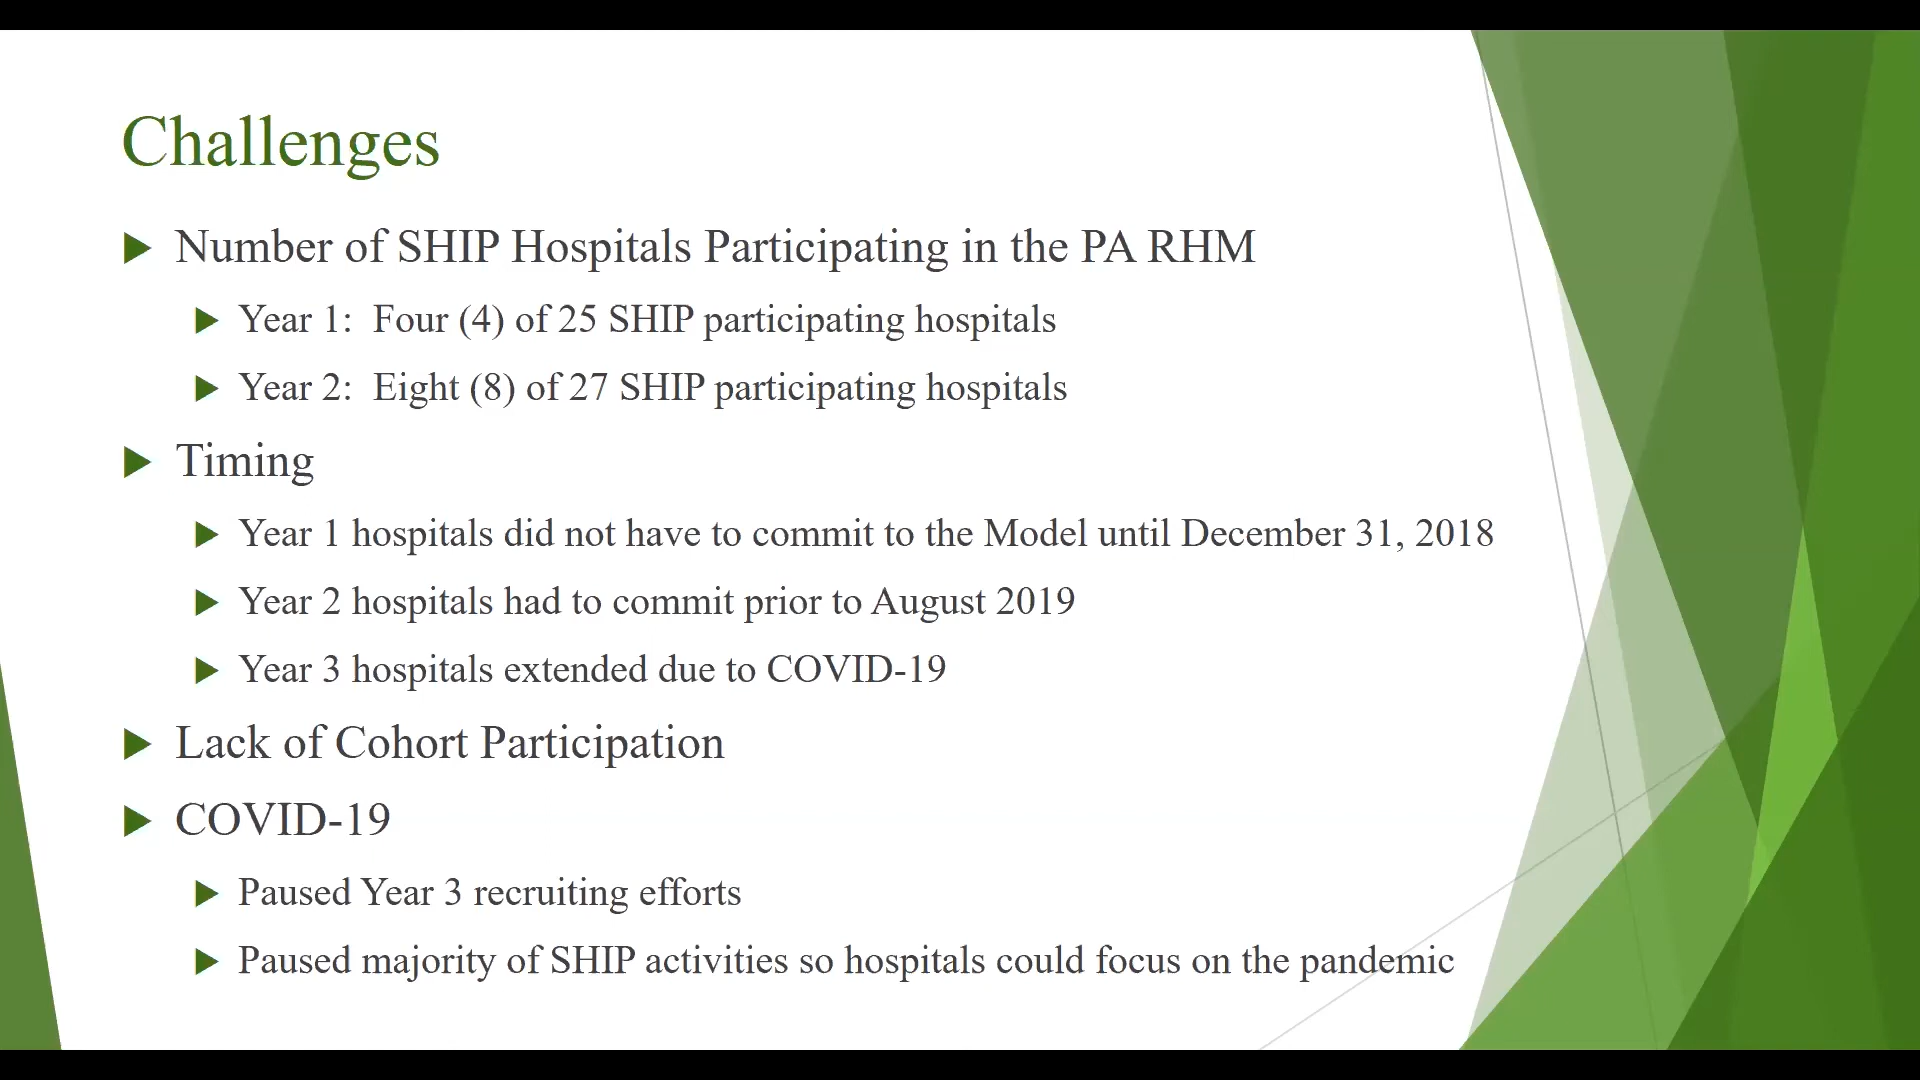 Challenges
Number of SHIP Hospitals Participating in the PA RHM
Year 1:  Four (4) of 25 SHIP participating hospitals
Year 2:  Eight (8) of 27 SHIP participating hospitals
Timing
Year 1 hospitals did not have to commit to the Model until December 31, 2018
Year 2 hospitals had to commit prior to August 2019
Year 3 hospitals extended due to COVID-19
Lack of Cohort Participation
COVID-19
Paused Year 3 recruiting efforts
Paused majority of SHIP activities so hospitals could focus on the pandemic